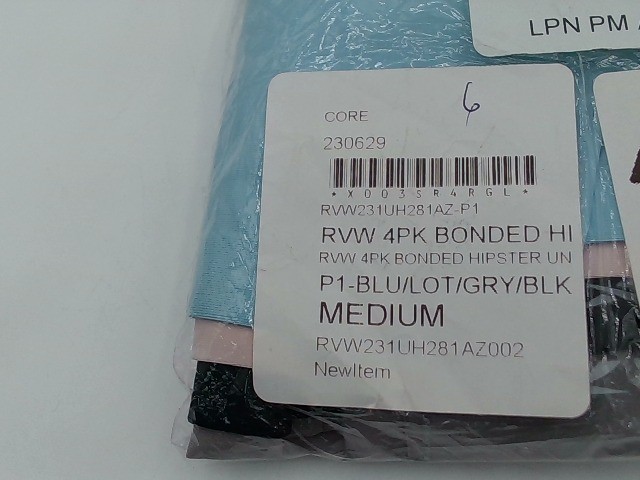 LPN PM
6
CORE
230629
*X003SR4RGL*
RVW231UH281AZ-P1
RVW 4PK BONDED HI
RVW 4PK BONDED HIPSTER UN
P1-BLU/LOT/GRY/BLK
MEDIUM
RVW231UH281AZ002
NewItem